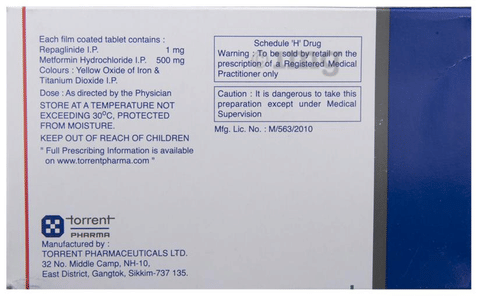 Each film coated tablet contains :
Repaglinide I.P. 1 mg
Metformin Hydrochloride I.P. 500 mg
Colours : Yellow Oxide of Iron &
Titanium Dioxide I.P.
Dose : As directed by the Physician
STORE AT A TEMPERATURE NOT
EXCEEDING 30⁰C, PROTECTED
FROM MOISTURE.
KEEP OUT OF REACH OF CHILDREN
" Full Prescribing Information is available
on www.torrentpharma.com "
Schedule 'H' Drug
Warning : To be sold by retail on the
prescription of a Registered Medical
Practitioner only
Caution : It is dangerous to take this
preparation except under Medical
Supervision
Mfg. Lic. No. : M/563/2010
torrent
PHARMA
Manufactured by :
TORRENT PHARMACEUTICALS LTD.
32 No. Middle Camp, NH-10,
East District, Gangtok, Sikkim-737 135.